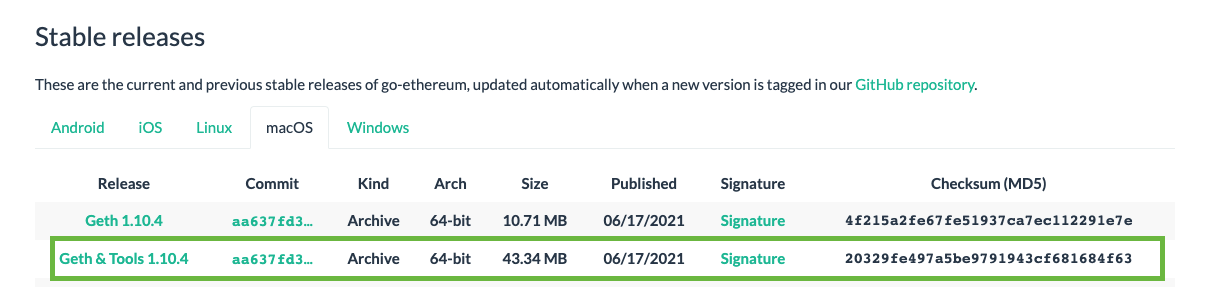 Stable releases
These are the current and previous stable releases of go-ethereum, updated automatically when a new version is tagged in our GitHub repository.
Android iOS Linux macOS Windows
Release Commit Kind Arch Size Published Signature Checksum (MD5)
Geth 1.10.4 aa637fd3… Archive 64-bit 10.71 MB 06/17/2021 Signature 4f215a2fe67fe51937ca7ec112291e7e
Geth & Tools 1.10.4 aa637fd3… Archive 64-bit 43.34 MB 06/17/2021 Signature 20329fe497a5be9791943cf681684f63